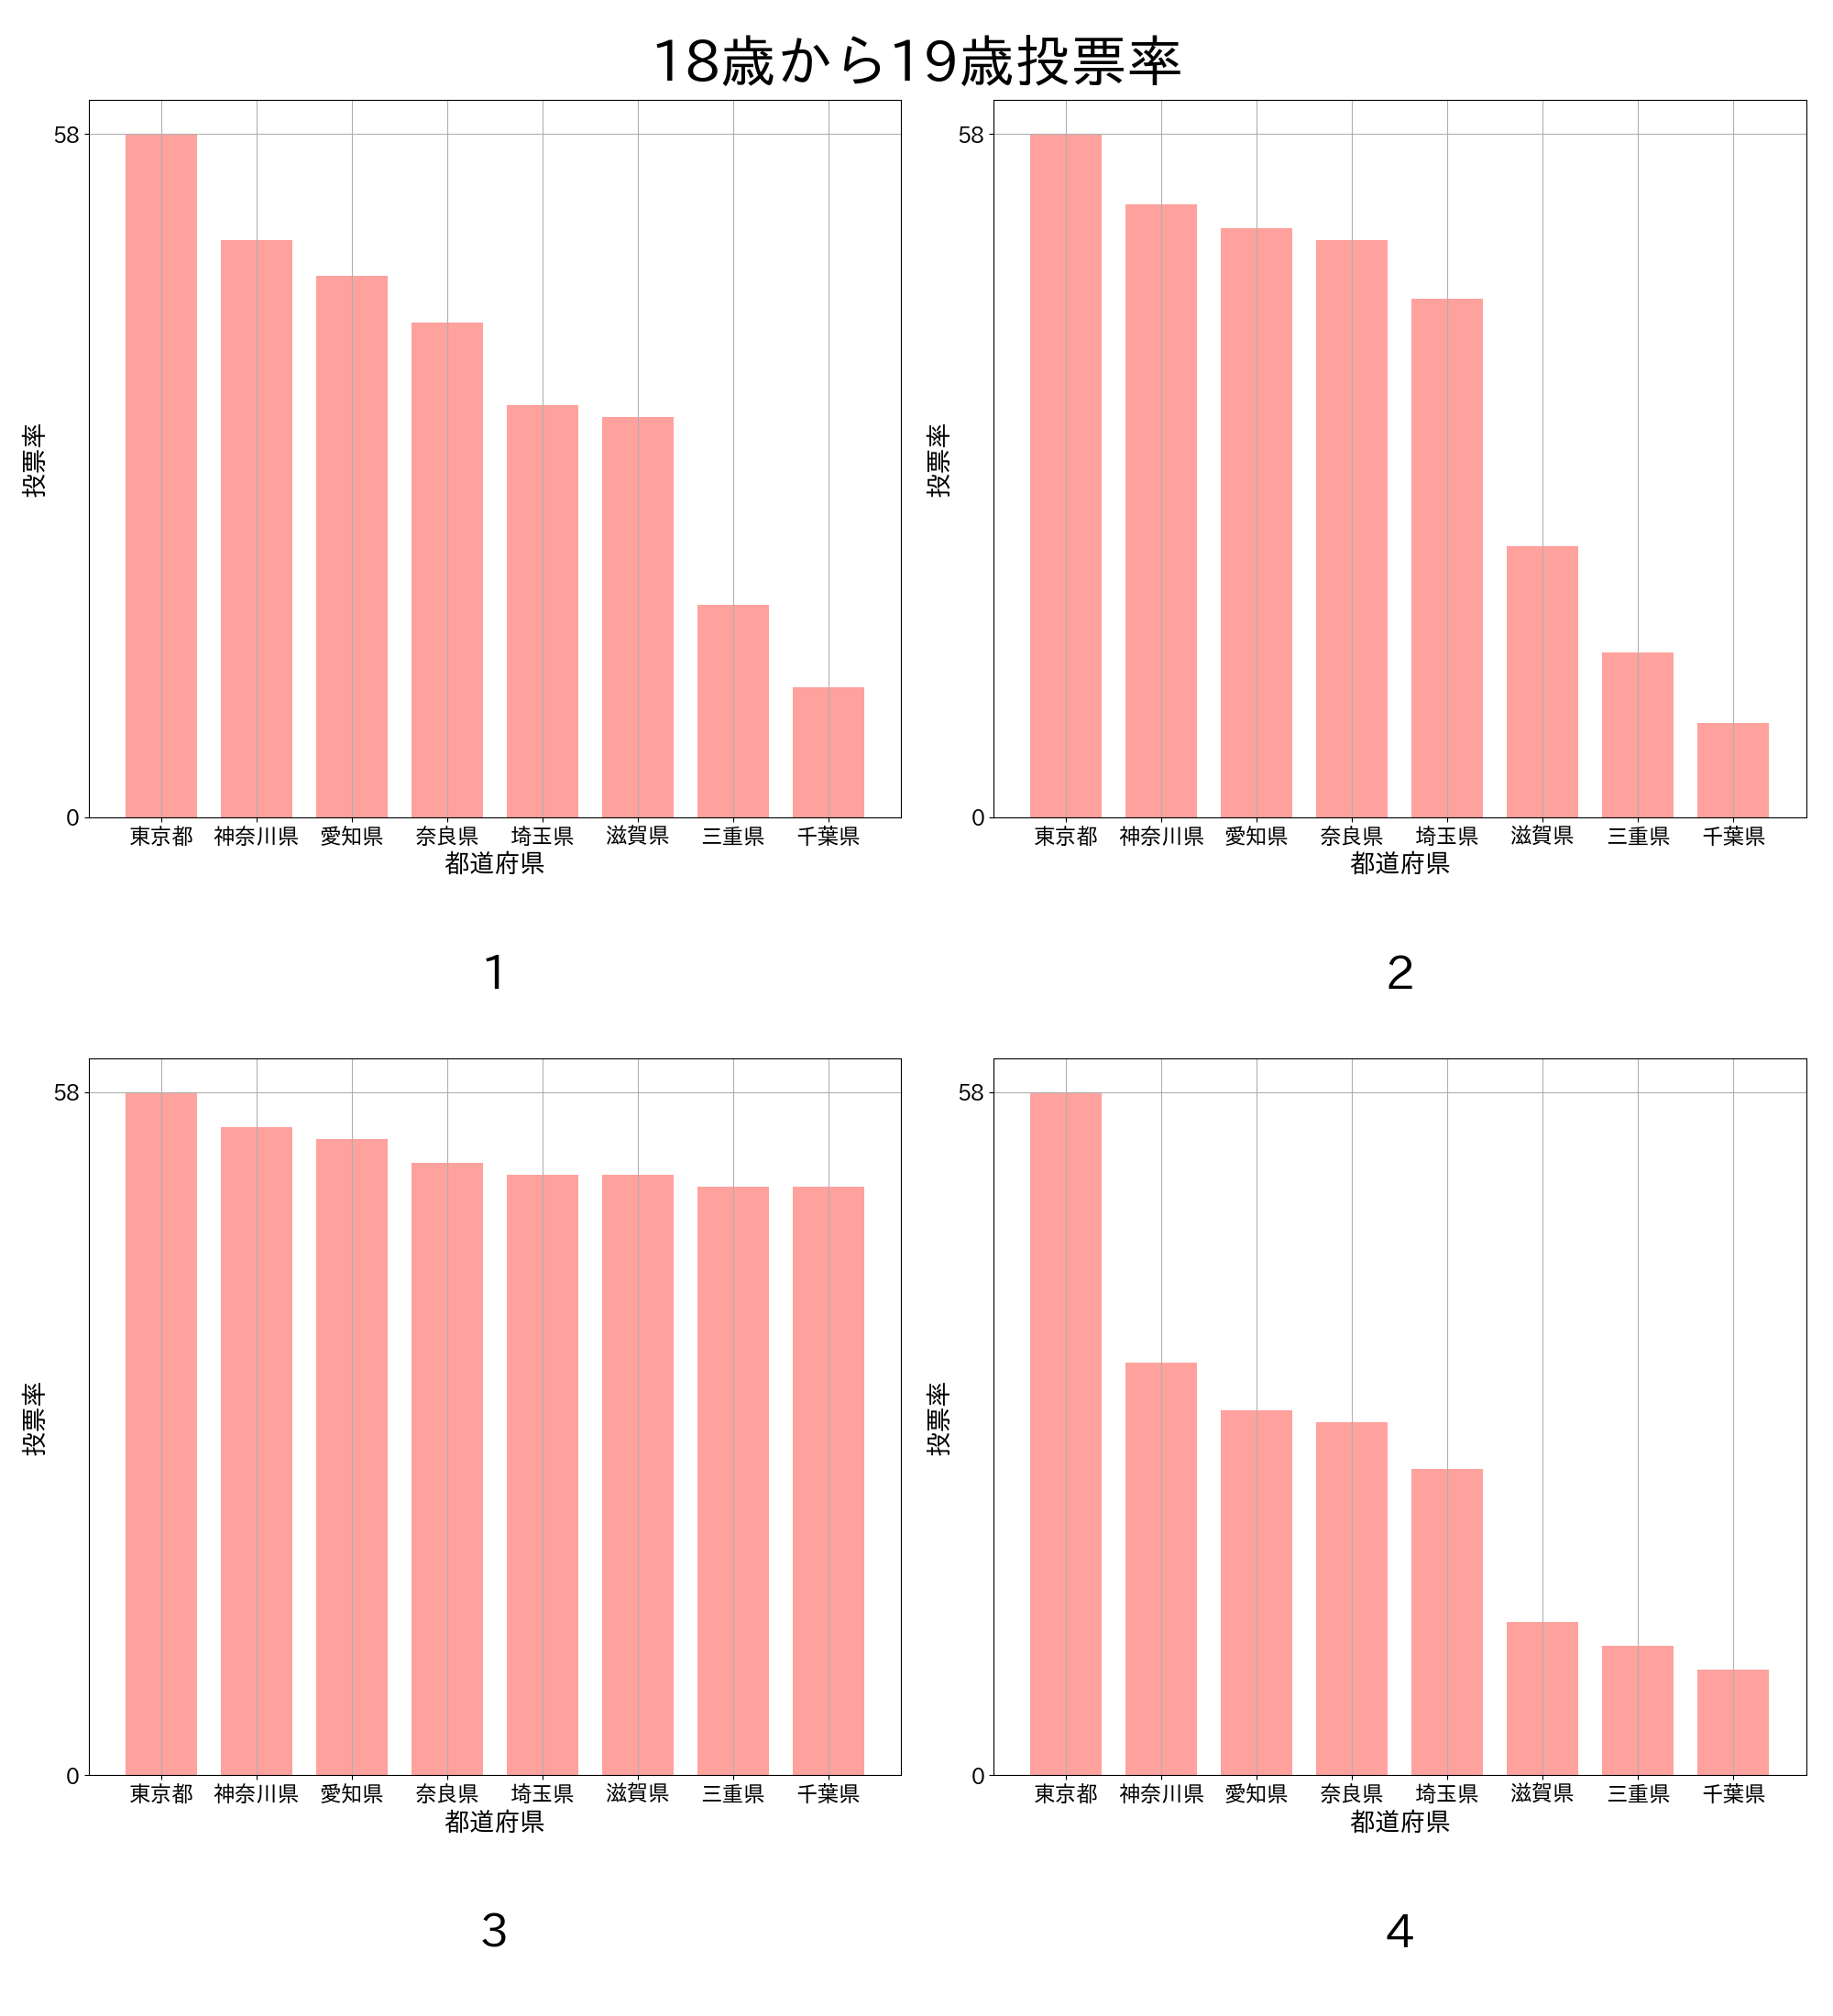 18歳から19歳投票率
58
0
投票率
東京都 神奈川県 愛知県 奈良県 埼玉県 滋賀県 三重県 千葉県
都道府県
1
58
0
投票率
東京都 神奈川県 愛知県 奈良県 埼玉県 滋賀県 三重県 千葉県
都道府県
2
58
0
投票率
東京都 神奈川県 愛知県 奈良県 埼玉県 滋賀県 三重県 千葉県
都道府県
3
58
0
投票率
東京都 神奈川県 愛知県 奈良県 埼玉県 滋賀県 三重県 千葉県
都道府県
4